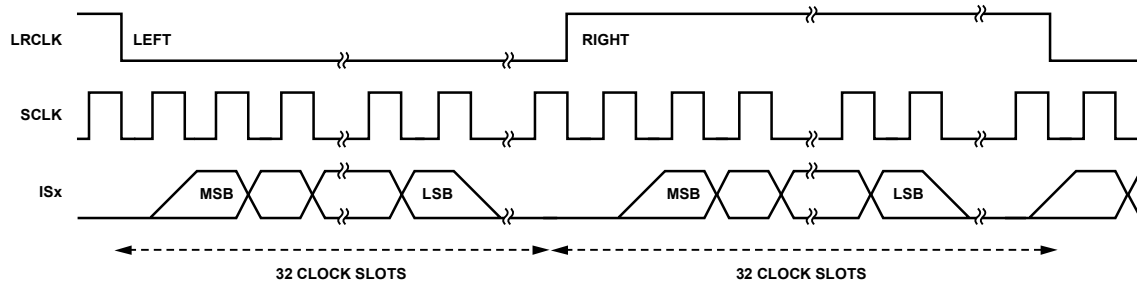 LRCLK
LEFT
RIGHT
SCLK
ISx
MSB
LSB
MSB
LSB
32 CLOCK SLOTS
32 CLOCK SLOTS